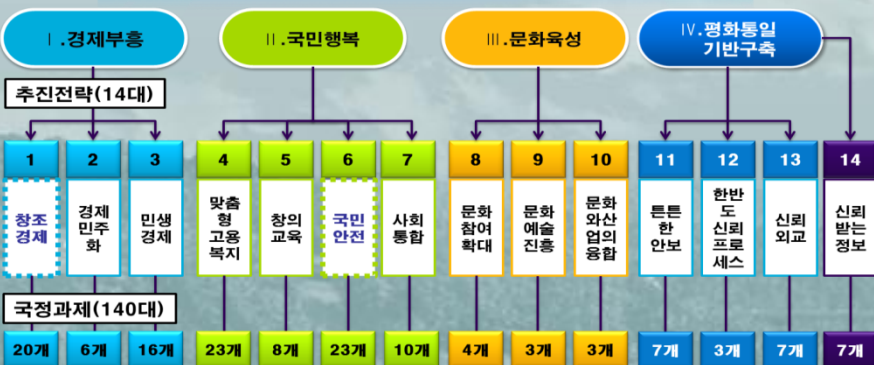 Ⅰ.경제부흥
Ⅱ.국민행복
Ⅲ.문화육성
Ⅳ.평화통일
기반구축
추진전략(14대)
1
2
3
4
5
6
7
8
9
10
11
12
13
14
창조
경제
경제
민주
화
민생
경제
맞춤
형
고용
복지
창의
교육
국민
안전
사회
통합
문화
참여
확대
문화
예술
진흥
문화
와산
업의
융합
튼튼
한
안보
한반
도
신뢰
프로
세스
신뢰
외교
신뢰
받는
정보
국정과제(140대)
20개
6개
16개
23개
8개
23개
10개
4개
3개
3개
7개
3개
7개
7개